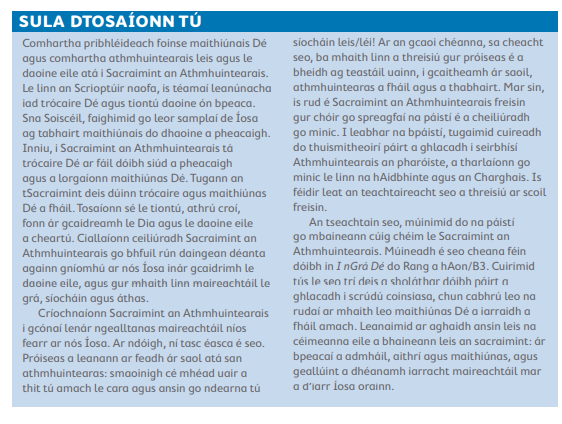 SULA DTOSAÍONN TÚ
Comhartha pribhléideach foinse maithiúnais Dé
agus comhartha athmhuintearais leis agus le
daoine eile atá i Sacraimint an Athmhuintearais.
Le linn an Scrioptúir naofa, is téamaí leanúnacha
iad trócaire Dé agus tiontú daoine ón bpeaca.
Sna Soiscéil, faighimid go leor samplaí de Íosa
ag tabhairt maithiúnais do dhaoine a pheacaigh.
Inniu, i Sacraimint an Athmhuintearais tá
trócaire Dé ar fáil dóibh siúd a pheacaigh
agus a lorgaíonn maithiúnas Dé. Tugann an
tSacraimint deis dúinn trócaire agus maithiúnas
Dé a fháil. Tosaíonn sé le tiontú, athrú croí,
fonn ár gcaidreamh le Dia agus le daoine eile
a cheartú. Ciallaíonn ceiliúradh Sacraimint an
Athmhuintearais go bhfuil rún daingean déanta
againn gníomhú ar nós Íosa inár gcaidrimh le
daoine eile, agus gur mhaith linn maireachtáil le
grá, síocháin agus áthas.
Críochnaíonn Sacraimint an Athmhuintearais
i gcónaí lenár ngealltanas maireachtáil níos
fearr ar nós Íosa. Ar ndóigh, ní tasc éasca é seo.
Próiseas a leanann ar feadh ár saol atá san
athmhuintearas: smaoinigh cé mhéad uair a
thit tú amach le cara agus ansin go ndearna tú
síocháin leis/léi! Ar an gcaoi chéanna, sa cheacht
seo, ba mhaith linn a threisiú gur próiseas é a
bheidh ag teastáil uainn, i gcaitheamh ár saoil,
athmhuintearas a fháil agus a thabhairt. Mar sin,
is rud é Sacraimint an Athmhuintearais freisin
gur chóir go spreagfaí na páistí é a cheiliúradh
go minic. I leabhar na bpáistí, tugaimid cuireadh
do thuismitheoirí páirt a ghlacadh i seirbhísí
Athmhuintearais an pharóiste, a tharlaíonn go
minic le linn na hAidbhinte agus an Charghais. Is
féidir leat an teachtaireacht seo a threisiú ar scoil
freisin.
An tseachtain seo, múinimid do na páistí
go mbaineann cúig chéim le Sacraimint an
Athmhuintearais. Múineadh é seo cheana féin
dóibh in I nGrá Dé do Rang a hAon/B3. Cuirimid
tús le seo trí deis a sholáthar dóibh páirt a
ghlacadh i scrúdú coinsiasa, chun cabhrú leo na
rudaí ar mhaith leo maithiúnas Dé a iarraidh a
fháil amach. Leanaimid ar aghaidh ansin leis na
céimeanna eile a bhaineann leis an sacraimint: ár
bpeacaí a admháil, aithrí agus maithiúnas, agus
geallúint a dhéanamh iarracht maireachtáil mar
a d'iarr Íosa orainn.